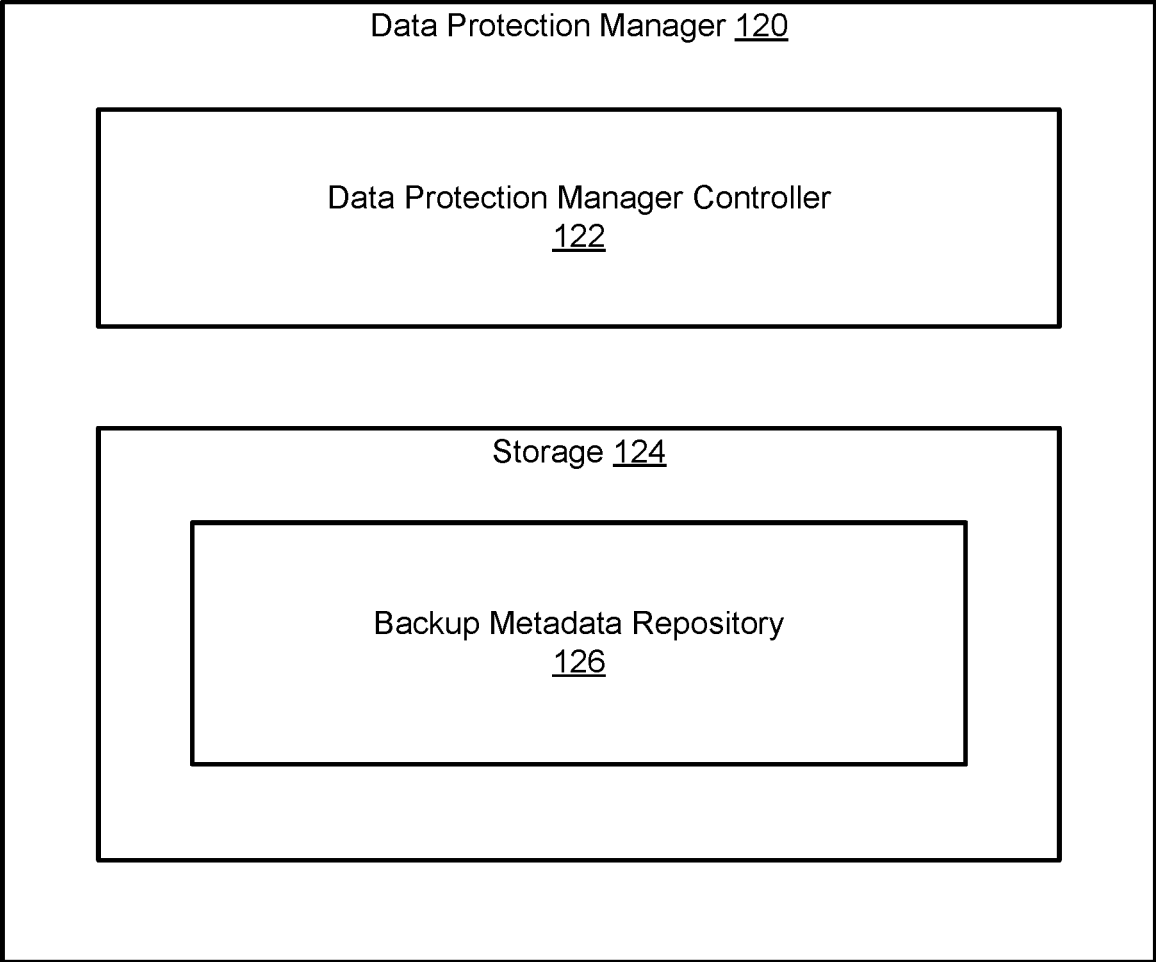 Data Protection Manager 120
Data Protection Manager Controller
122
Storage 124
Backup Metadata Repository
126